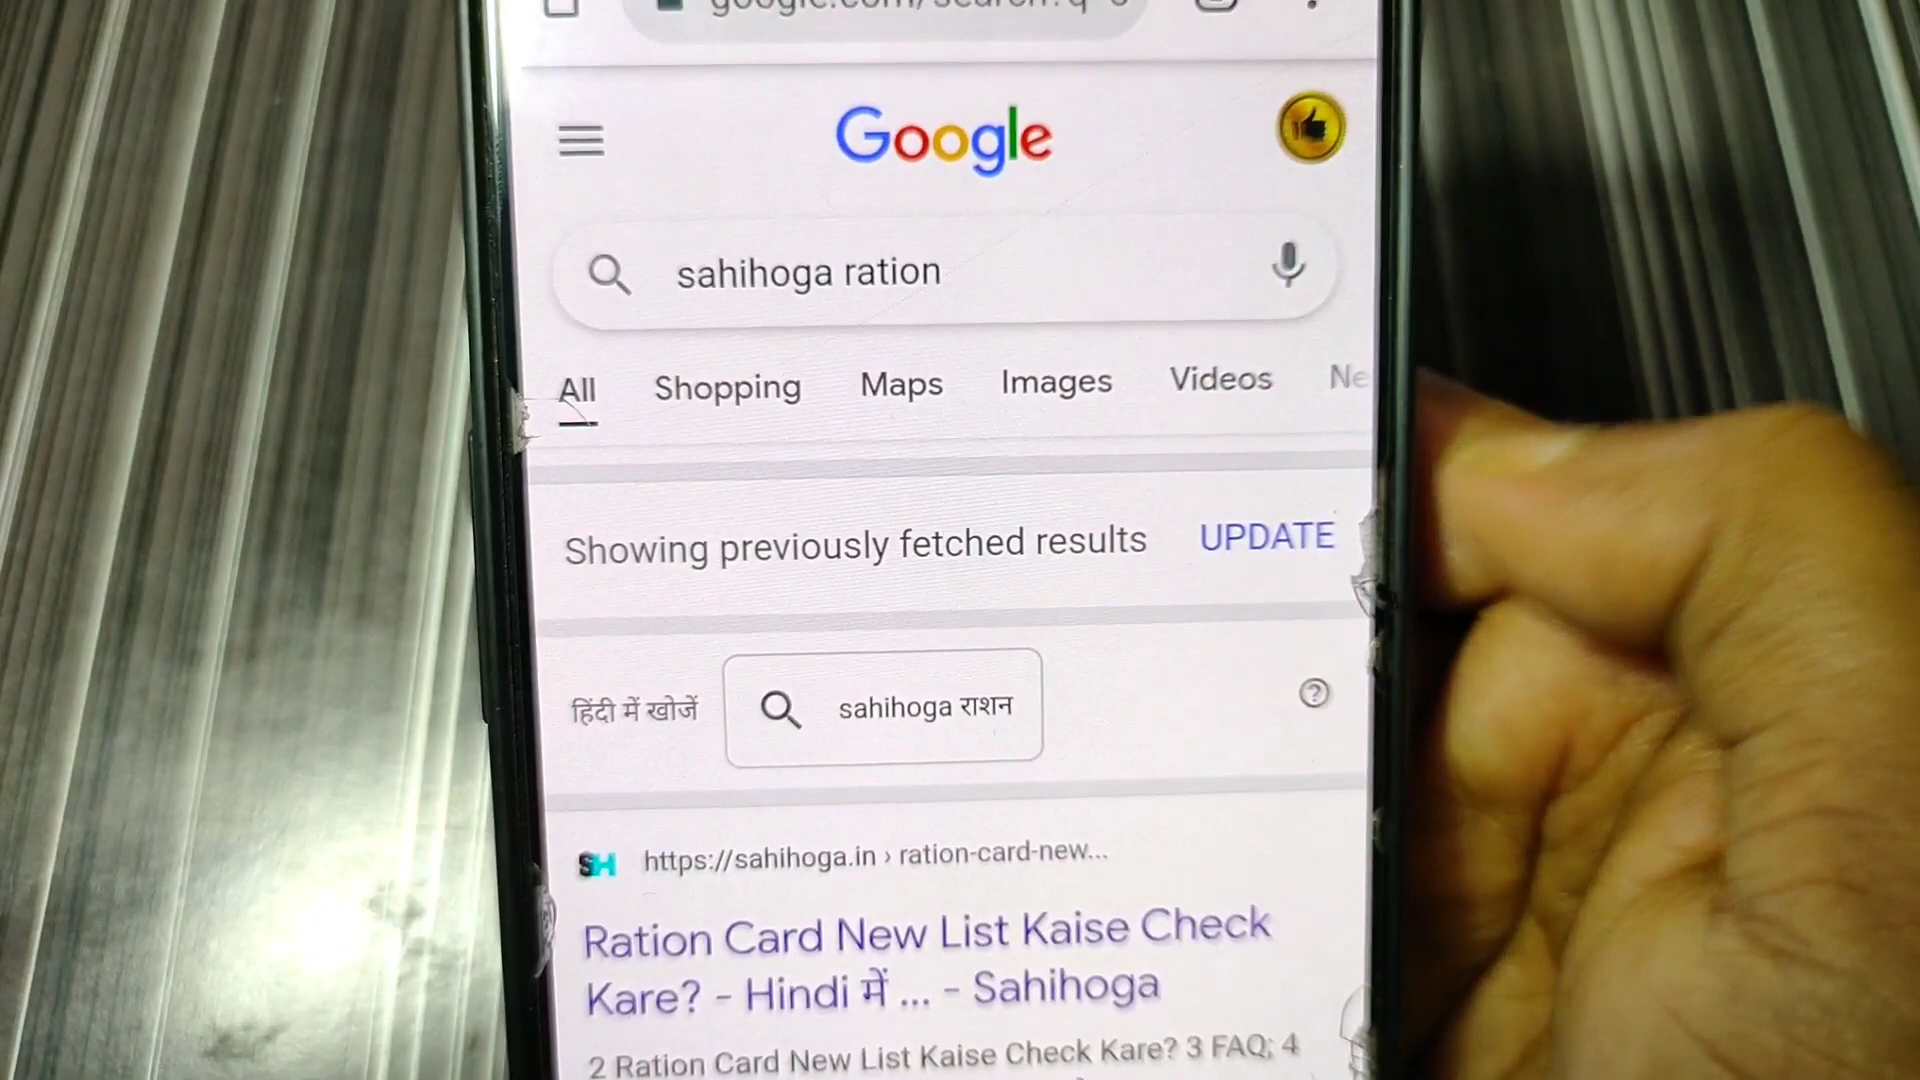 Google
sahihoga ration
All Shopping Maps Images Videos Ne
Showing previously fetched results UPDATE
हिंदी में खोजें sahihoga राशन
SH https://sahihoga.in › ration-card-new...
Ration Card New List Kaise Check
Kare? - Hindi में ... - Sahihoga
2 Ration Card New List Kaise Check Kare? 3 FAQ; 4